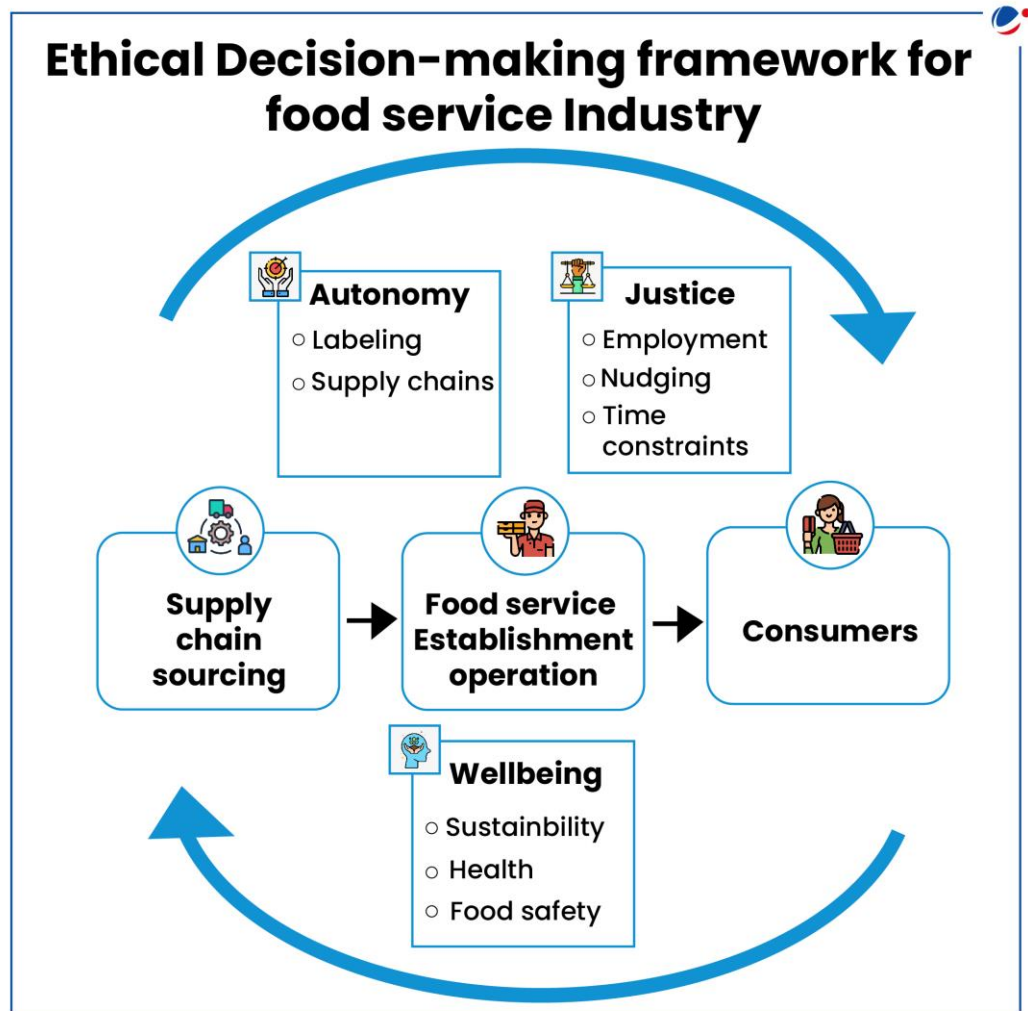 Ethical Decision-making framework for
food service Industry
Autonomy
○ Labeling
○ Supply chains
Justice
○ Employment
○ Nudging
○ Time
constraints
Supply
chain
sourcing
Food service
Establishment
operation
Consumers
Wellbeing
○ Sustainbility
○ Health
○ Food safety